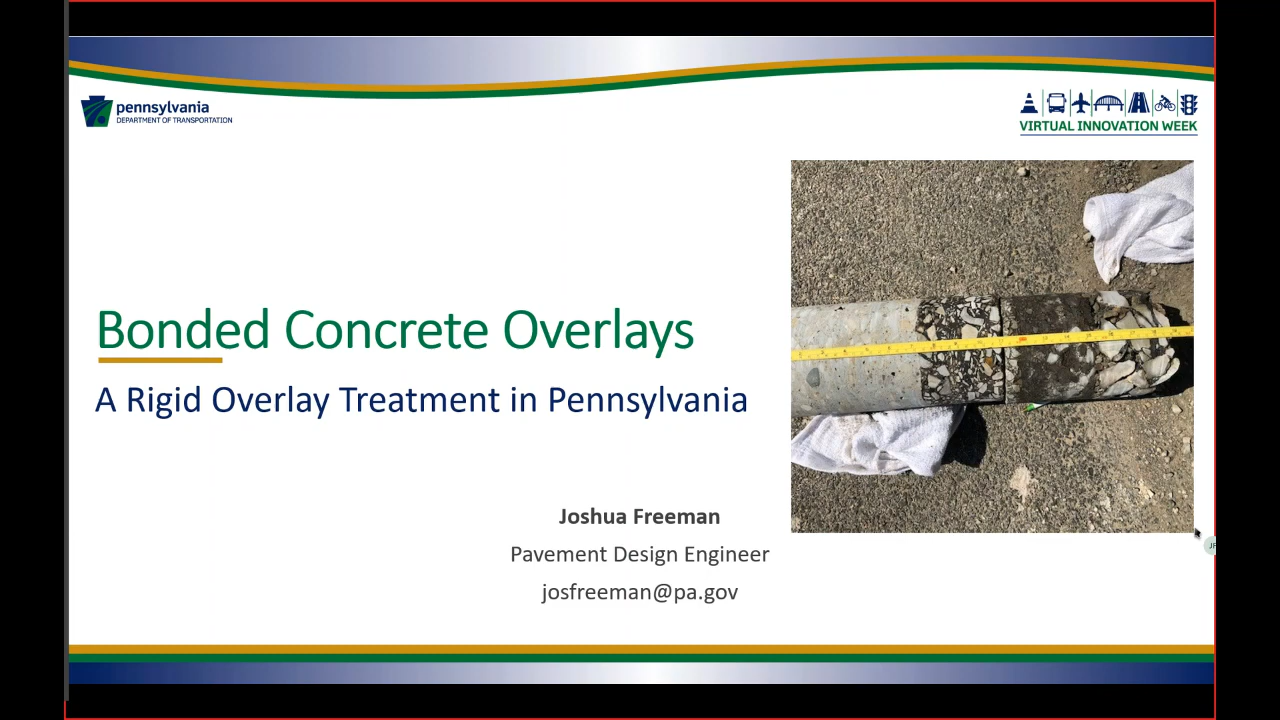 pennsylvania
DEPARTMENT OF TRANSPORTATION
VIRTUAL INNOVATION WEEK
Bonded Concrete Overlays
A Rigid Overlay Treatment in Pennsylvania
Joshua Freeman
Pavement Design Engineer
josfreeman@pa.gov
JF